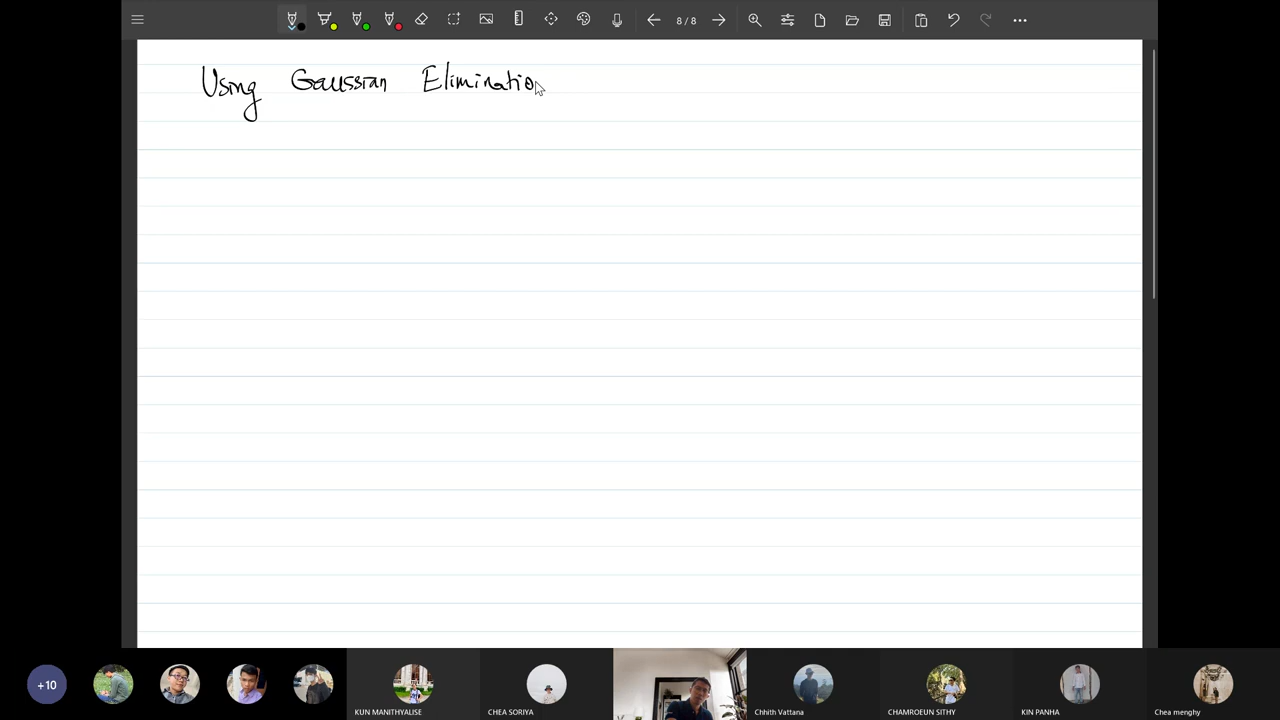 8/8
Using Gaussian Eliminatio
+10
KUN MANITHYALISE
CHEA SORIYA
Chhith Vattana
CHAMROEUN SITHY
KIN PANHA
Chea menghy